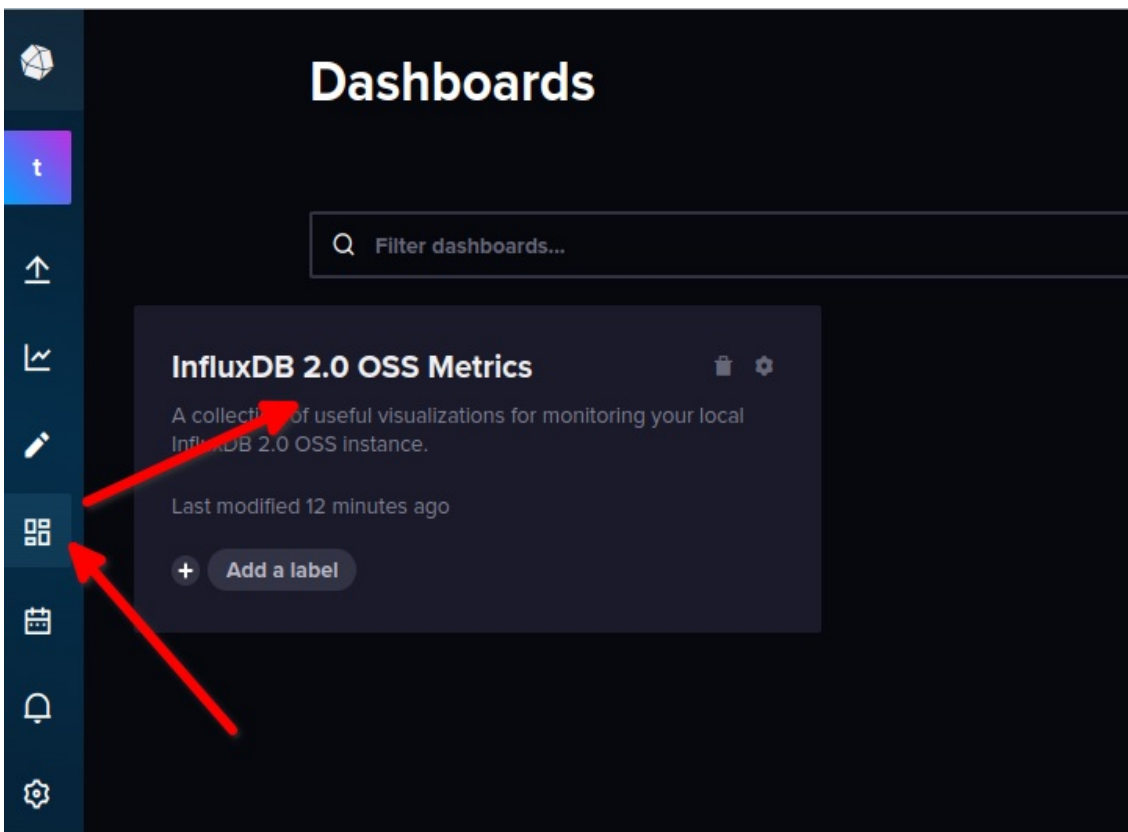 Dashboards
t
Filter dashboards...
InfluxDB 2.0 OSS Metrics
A collection of useful visualizations for monitoring your local
InfluxDB 2.0 OSS instance.
Last modified 12 minutes ago
+ Add a label